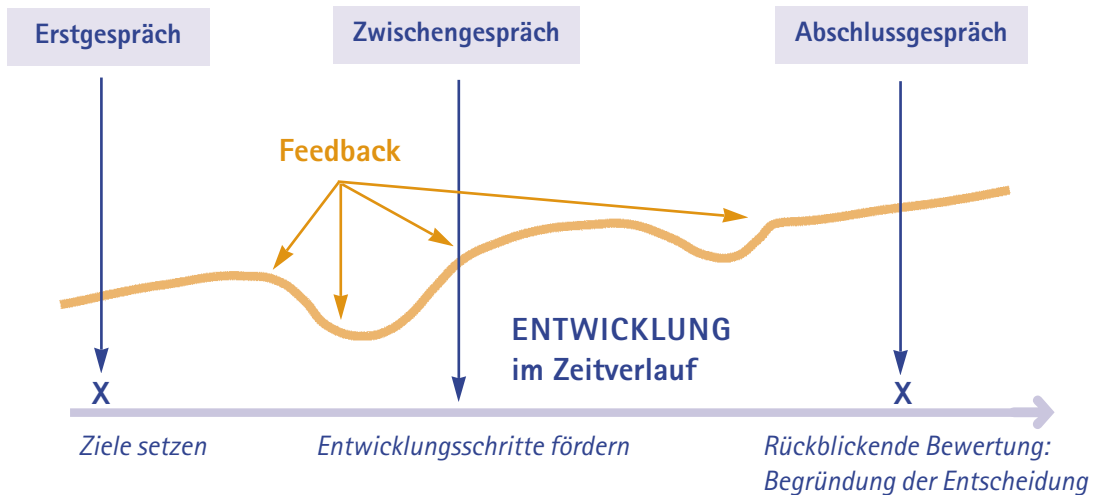 Erstgespräch
Zwischengespräch
Abschlussgespräch
Feedback
ENTWICKLUNG
im Zeitverlauf
X
X
Ziele setzen
Entwicklungsschritte fördern
Rückblickende Bewertung:
Begründung der Entscheidung